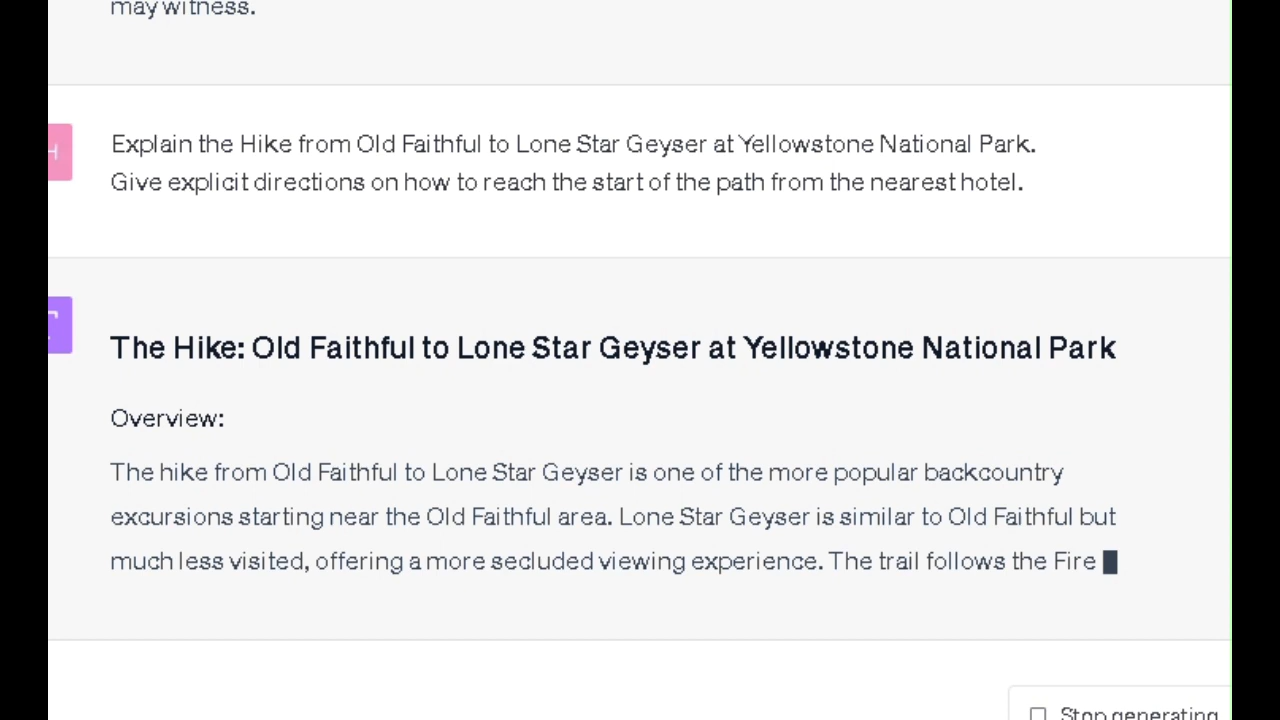 may witness.
Explain the Hike from Old Faithful to Lone Star Geyser at Yellowstone National Park.
Give explicit directions on how to reach the start of the path from the nearest hotel.
The Hike: Old Faithful to Lone Star Geyser at Yellowstone National Park
Overview:
The hike from Old Faithful to Lone Star Geyser is one of the more popular backcountry
excursions starting near the Old Faithful area. Lone Star Geyser is similar to Old Faithful but
much less visited, offering a more secluded viewing experience. The trail follows the Fire
Stop generating